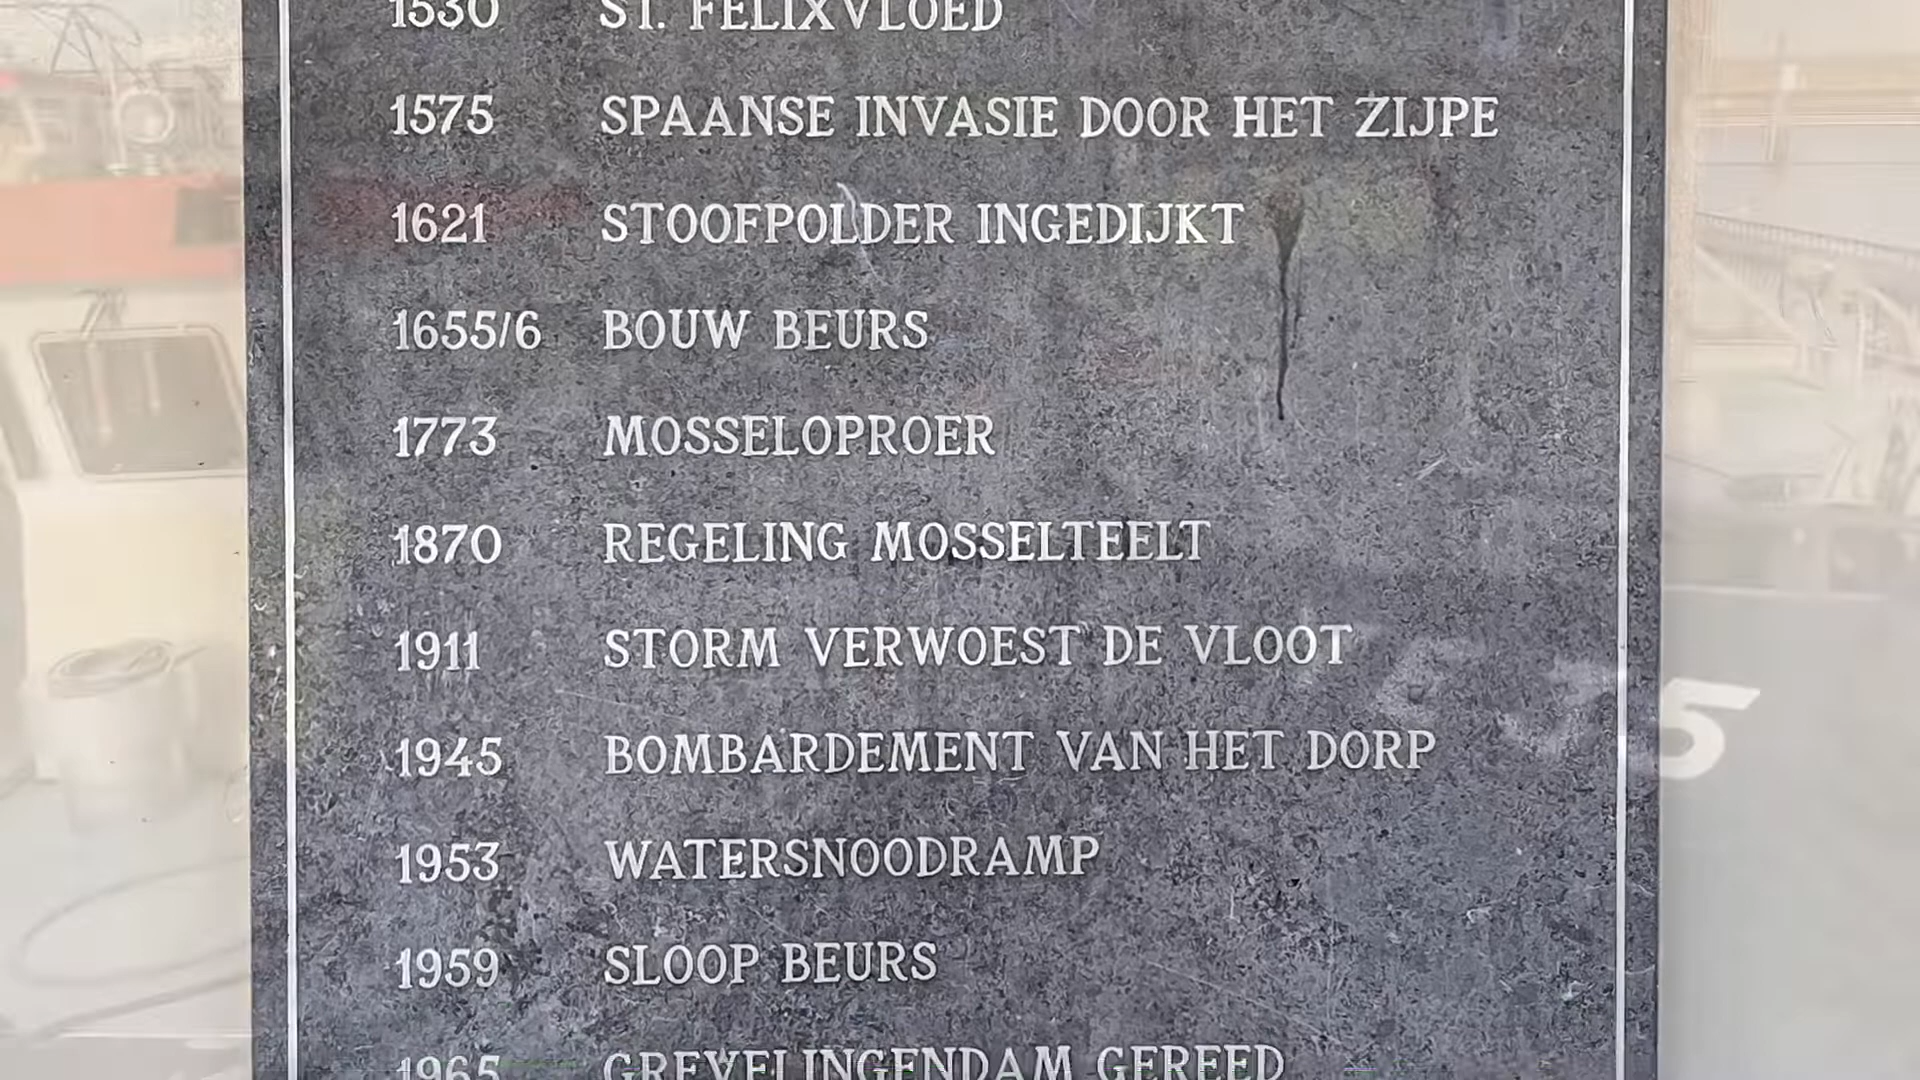 1530 ST. FELIXVLOED
1575 SPAANSE INVASIE DOOR HET ZIJPE
1621 STOOFPOLDER INGEDIJKT
1655/6 BOUW BEURS
1773 MOSSELOPROER
1870 REGELING MOSSELTEELT
1911 STORM VERWOEST DE VLOOT
1945 BOMBARDEMENT VAN HET DORP
1953 WATERSNOODRAMP
1959 SLOOP BEURS
1965 GREVELINGENDAM GEREED
5